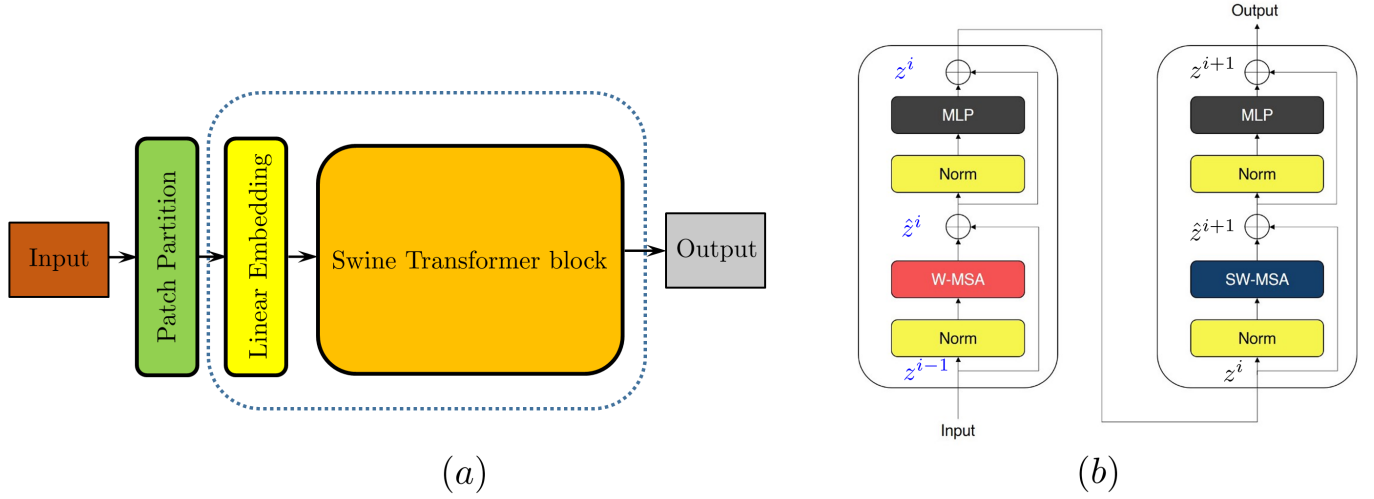 Input
Patch Partition
Linear Embedding
Swine Transformer block
Output
(a)
Output
z^i
MLP
Norm
ẑ^i
W-MSA
Norm
z^{i-1}
Input
z^{i+1}
MLP
Norm
ẑ^{i+1}
SW-MSA
Norm
z^i
(b)